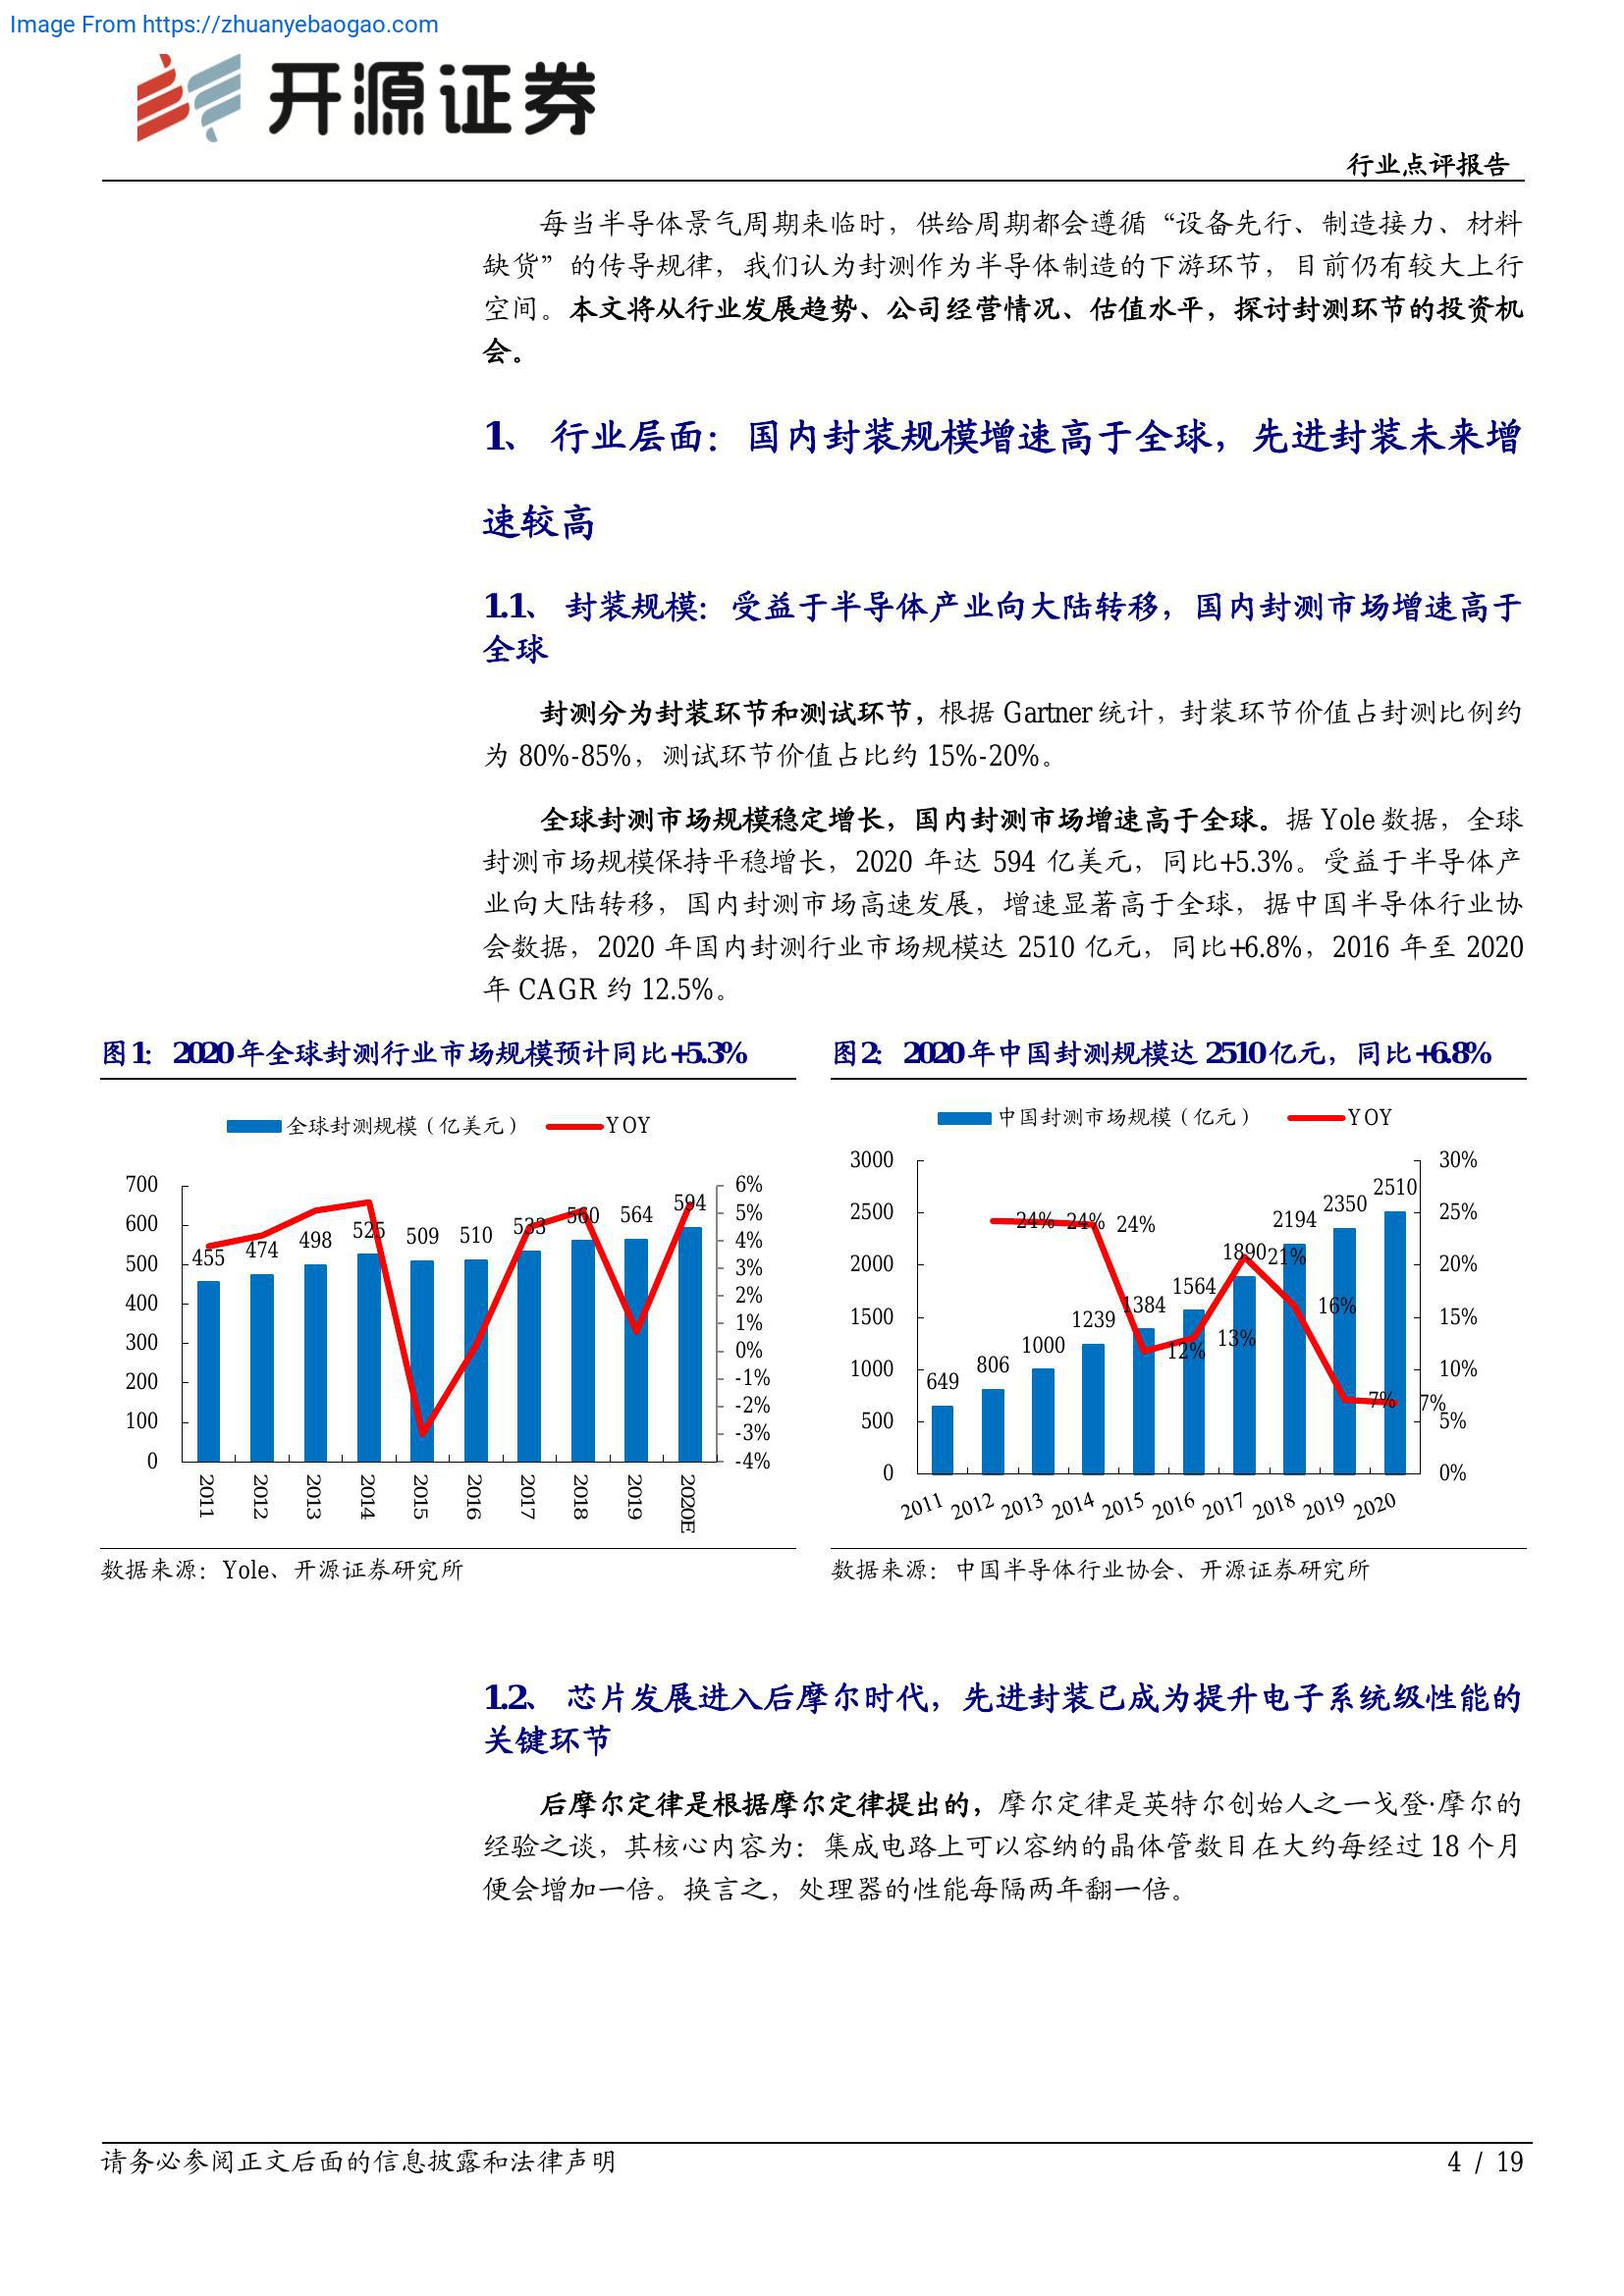 Image From https://zhuanyebaogao.com
开源证券
行业点评报告
每当半导体景气周期来临时，供给周期都会遵循“设备先行、制造接力、材料
缺货”的传导规律，我们认为封测作为半导体制造的下游环节，目前仍有较大上行
空间。本文将从行业发展趋势、公司经营情况、估值水平，探讨封测环节的投资机
会。
1、 行业层面：国内封装规模增速高于全球，先进封装未来增
速较高
1.1、 封装规模：受益于半导体产业向大陆转移，国内封测市场增速高于
全球
封测分为封装环节和测试环节，根据 Gartner 统计，封装环节价值占封测比例约
为 80%-85%，测试环节价值占比约 15%-20%。
全球封测市场规模稳定增长，国内封测市场增速高于全球。据 Yole 数据，全球
封测市场规模保持平稳增长，2020 年达 594 亿美元，同比+5.3%。受益于半导体产
业向大陆转移，国内封测市场高速发展，增速显著高于全球，据中国半导体行业协
会数据，2020 年国内封测行业市场规模达 2510 亿元，同比+6.8%，2016 年至 2020
年 CAGR 约 12.5%。
图1： 2020年全球封测行业市场规模预计同比+5.3%
全球封测规模（亿美元） YOY
700
600
500
400
300
200
100
0
455 474 498 525 509 510 533 560 564 594
6%
5%
4%
3%
2%
1%
0%
-1%
-2%
-3%
-4%
2011 2012 2013 2014 2015 2016 2017 2018 2019 2020E
数据来源：Yole、开源证券研究所
图2： 2020年中国封测规模达2510亿元，同比+6.8%
中国封测市场规模（亿元） YOY
3000
2500
2000
1500
1000
500
0
649 806 1000 1239 1384 1564 1890 2194 2350 2510
24% 24% 24% 12% 13% 21% 16% 7% 7%
30%
25%
20%
15%
10%
5%
0%
2011 2012 2013 2014 2015 2016 2017 2018 2019 2020
数据来源：中国半导体行业协会、开源证券研究所
1.2、 芯片发展进入后摩尔时代，先进封装已成为提升电子系统级性能的
关键环节
后摩尔定律是根据摩尔定律提出的，摩尔定律是英特尔创始人之一戈登·摩尔的
经验之谈，其核心内容为：集成电路上可以容纳的晶体管数目在大约每经过 18 个月
便会增加一倍。换言之，处理器的性能每隔两年翻一倍。
请务必参阅正文后面的信息披露和法律声明
4 / 19